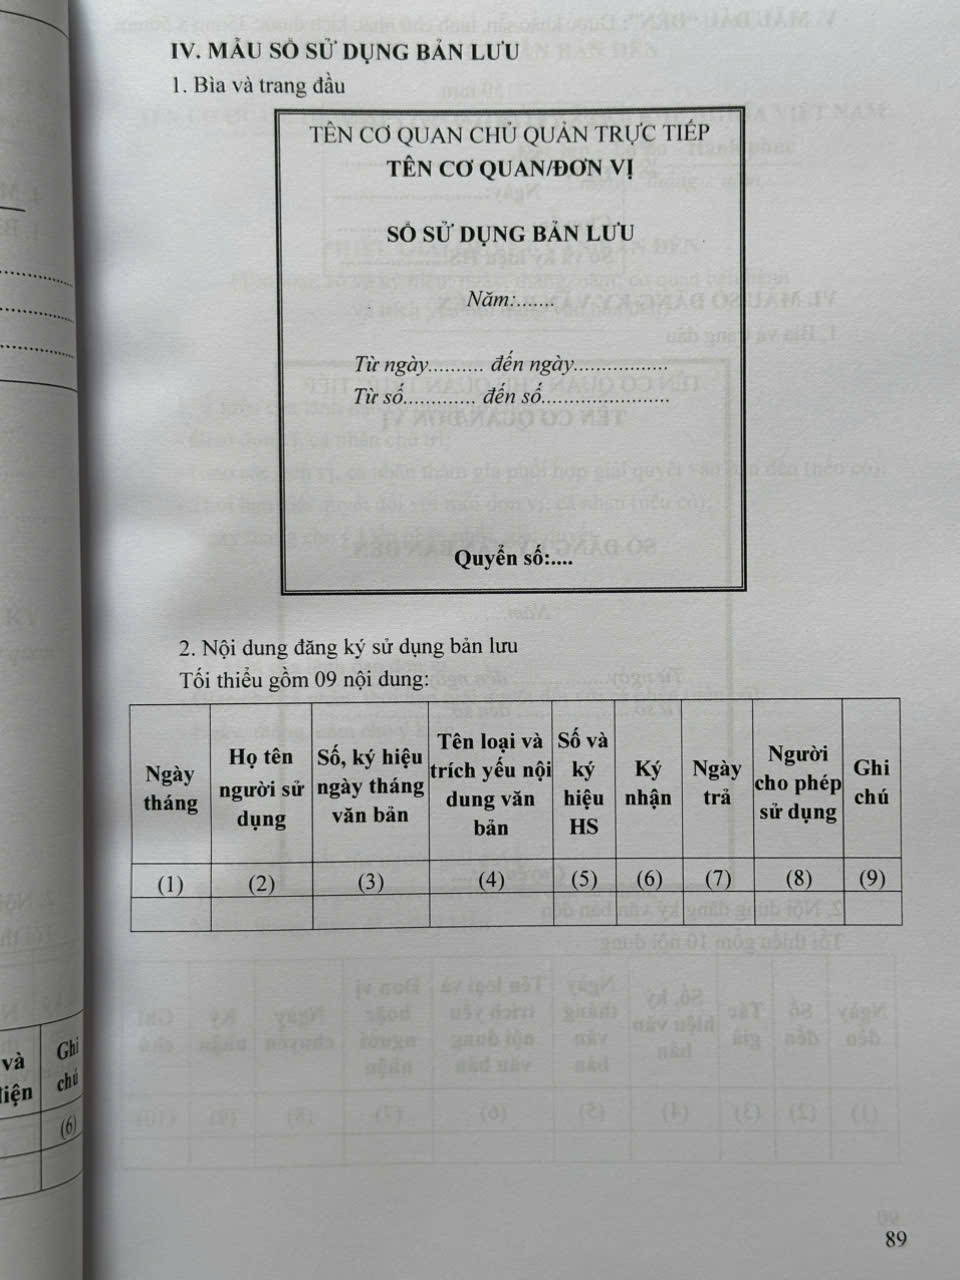 IV. MẪU SỔ SỬ DỤNG BẢN LƯU
1. Bìa và trang đầu
TÊN CƠ QUAN CHỦ QUẢN TRỰC TIẾP
TÊN CƠ QUAN/ĐƠN VỊ
SỔ SỬ DỤNG BẢN LƯU
Năm:.......
Từ ngày.......... đến ngày.................
Từ số............. đến số.......................
Quyển số:....
2. Nội dung đăng ký sử dụng bản lưu
Tối thiểu gồm 09 nội dung:
Ngày tháng
Họ tên người sử dụng
Số, ký hiệu ngày tháng văn bản
Tên loại và trích yếu nội dung văn bản
Số và ký hiệu HS
Ký nhận
Ngày trả
Người cho phép sử dụng
Ghi chú
(1) (2) (3) (4) (5) (6) (7) (8) (9)
và
Ghi chú
(6)
89